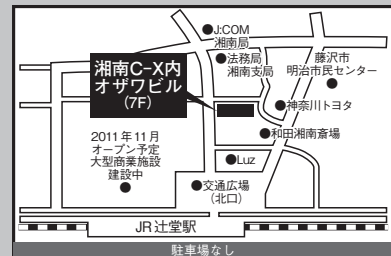 J:COM
湘南局
法務局
湘南支局
藤沢市
明治市民センター
湘南C-X内
オザワビル
(7F)
神奈川トヨタ
和田湘南斎場
2011年11月
オープン予定
大型商業施設
建設中
Luz
交通広場
(北口)
JR辻堂駅
駐車場なし